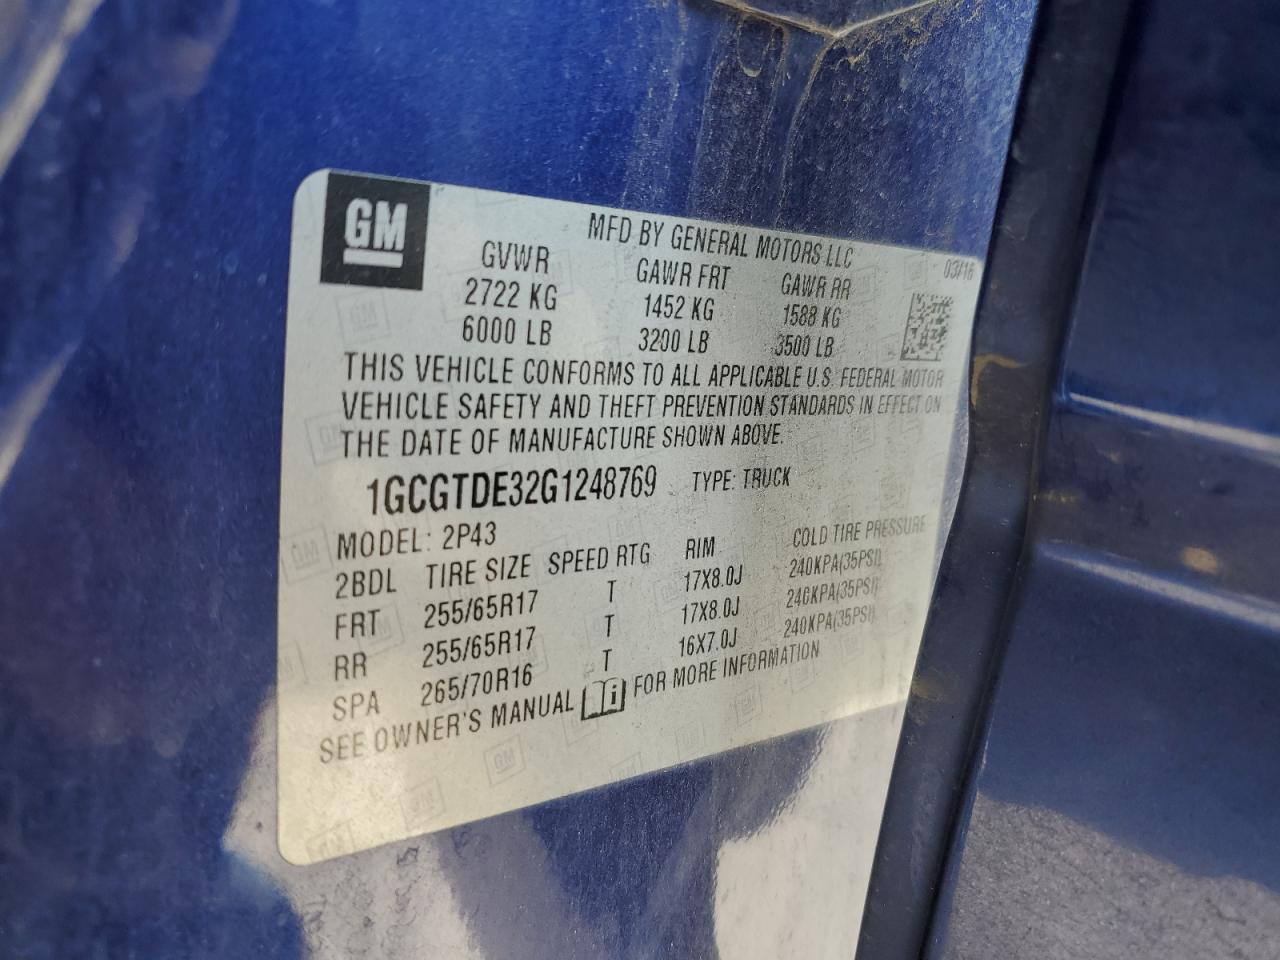 GM
MFD BY GENERAL MOTORS LLC
03/16
GVWR GAWR FRT GAWR RR
2722 KG 1452 KG 1588 KG
6000 LB 3200 LB 3500 LB
THIS VEHICLE CONFORMS TO ALL APPLICABLE U.S. FEDERAL MOTOR
VEHICLE SAFETY AND THEFT PREVENTION STANDARDS IN EFFECT ON
THE DATE OF MANUFACTURE SHOWN ABOVE.
1GCGTDE32G1248769 TYPE: TRUCK
MODEL: 2P43
2BDL TIRE SIZE SPEED RTG RIM COLD TIRE PRESSURE
FRT 255/65R17 T 17X8.0J 240KPA(35PSI)
RR 255/65R17 T 17X8.0J 240KPA(35PSI)
SPA 265/70R16 T 16X7.0J 240KPA(35PSI)
SEE OWNER'S MANUAL i FOR MORE INFORMATION